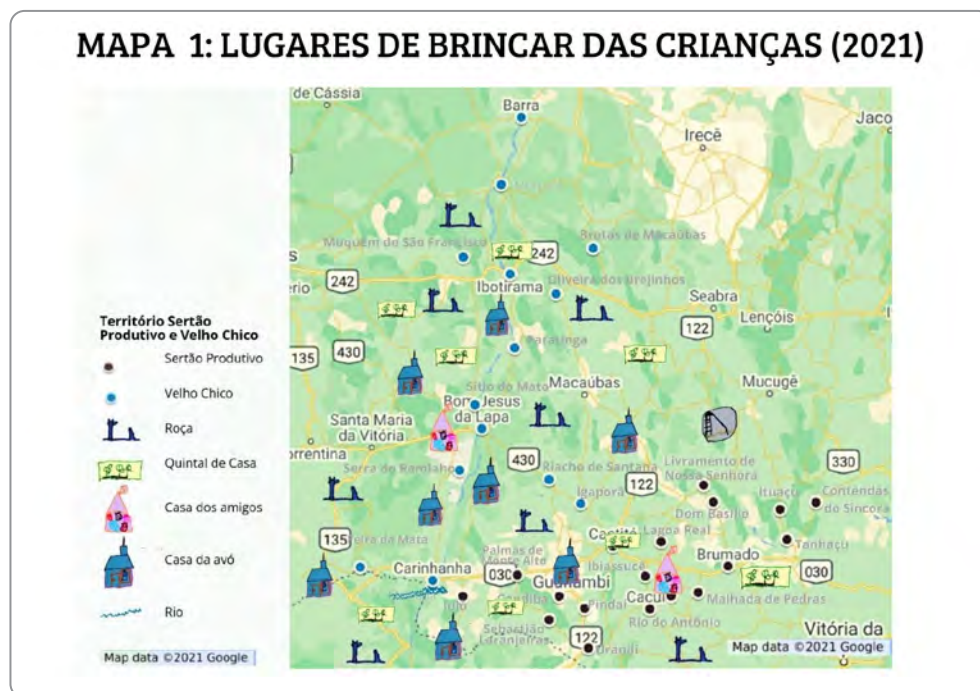 MAPA 1: LUGARES DE BRINCAR DAS CRIANÇAS (2021)
Território Sertão
Produtivo e Velho Chico
Sertão Produtivo
Velho Chico
Roça
Quintal de Casa
Casa dos amigos
Casa da avó
Rio
Map data ©2021 Google
de Cássia
Barra
Irecê
Jaco
Muquém do São Francisco
242
Brotas de Macaúbas
242
Ibotirama
Oliveira dos Brejinhos
Seabra
Lençóis
122
135
430
Paratinga
Sítio do Mato
Macaúbas
Mucugê
Bom Jesus
da Lapa
Santa Maria
da Vitória
orrentina
Serra do Ramalho
430
Riacho de Santana
Livramento de
Nossa Senhora
330
122
Igaporã
Dom Basílio
Ituaçu
Contendas
do Sincorá
135
Feira da Mata
Lagoa Real
Tanhaçu
Palmas de
Monte Alto
Carinhanha
030
Ibiassucê
Brumado
030
Guanambi
Iuiú
Candiba
Pindaí
Cacul
Malhada de Pedras
Rio do Antônio
Sebastião
Laranjeiras
122
Urandi
Vitória da
Map data ©2021 Google